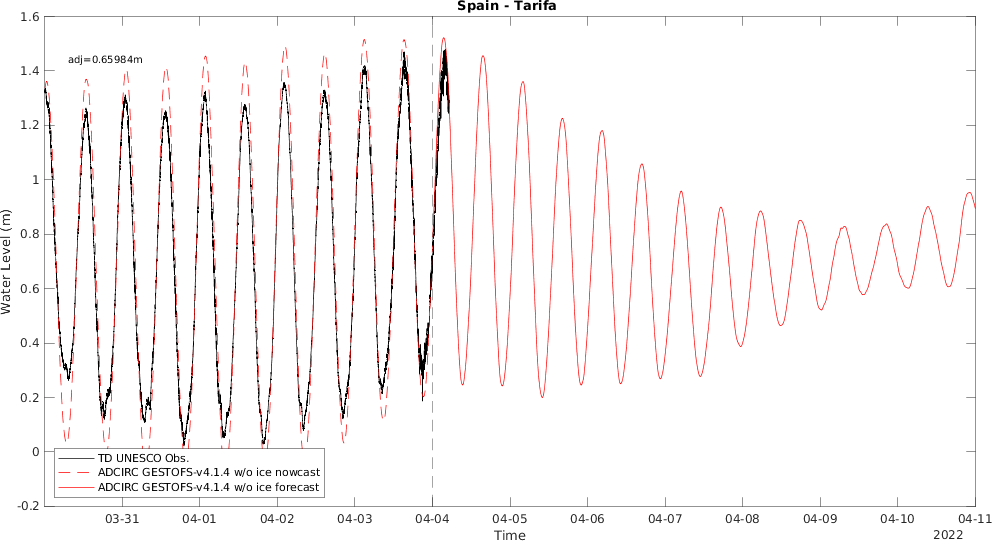 Spain - Tarifa
1.6
1.4
1.2
1
0.8
0.6
0.4
0.2
0
-0.2
Water Level (m)
adj=0.65984m
TD UNESCO Obs.
ADCIRC GESTOFS-v4.1.4 w/o ice nowcast
ADCIRC GESTOFS-v4.1.4 w/o ice forecast
03-31 04-01 04-02 04-03 04-04 04-05 04-06 04-07 04-08 04-09 04-10 04-11
Time
2022